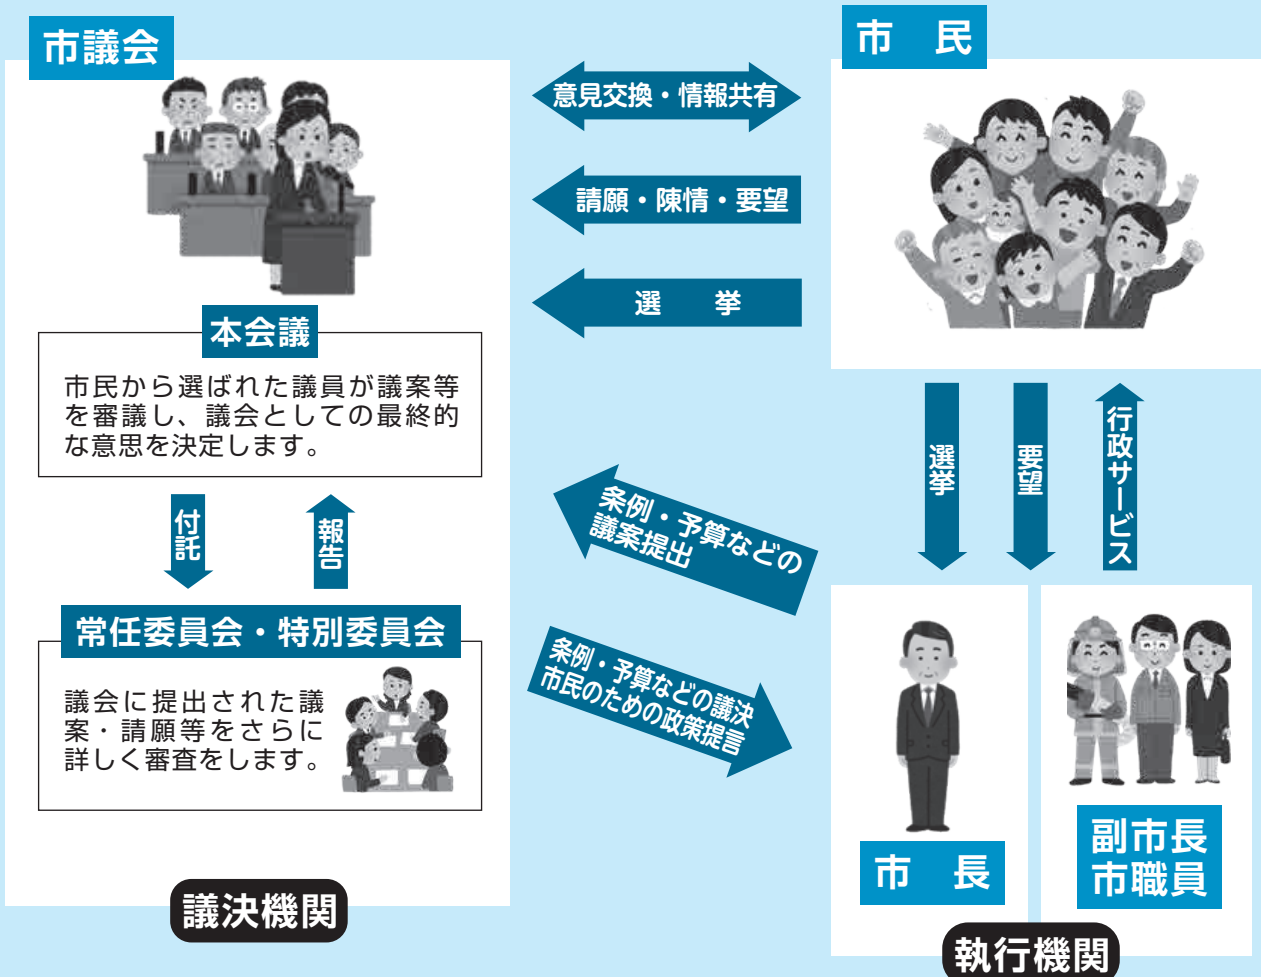 市議会
市　民
意見交換・情報共有
請願・陳情・要望
選　挙
本会議
市民から選ばれた議員が議案等
を審議し、議会としての最終的
な意思を決定します。
付託
報告
常任委員会・特別委員会
議会に提出された議
案・請願等をさらに
詳しく審査をします。
議決機関
条例・予算などの
議案提出
条例・予算などの議決
市民のための政策提言
選挙
要望
行政サービス
市　長
副市長
市職員
執行機関